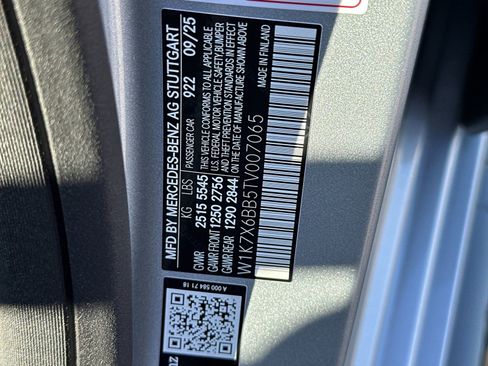 MFD BY MERCEDES-BENZ AG STUTTGART
PASSENGER CAR 922 09/25
KG LBS
GVWR 2515 5545
GAWR FRONT 1250 2756
GAWR REAR 1290 2844
THIS VEHICLE CONFORMS TO ALL APPLICABLE
U.S. FEDERAL MOTOR VEHICLE SAFETY, BUMPER
AND THEFT PREVENTION STANDARDS IN EFFECT
ON THE DATE OF MANUFACTURE SHOWN ABOVE
MADE IN FINLAND
W1K7X6BB5TV007065
A 000 584 71 18